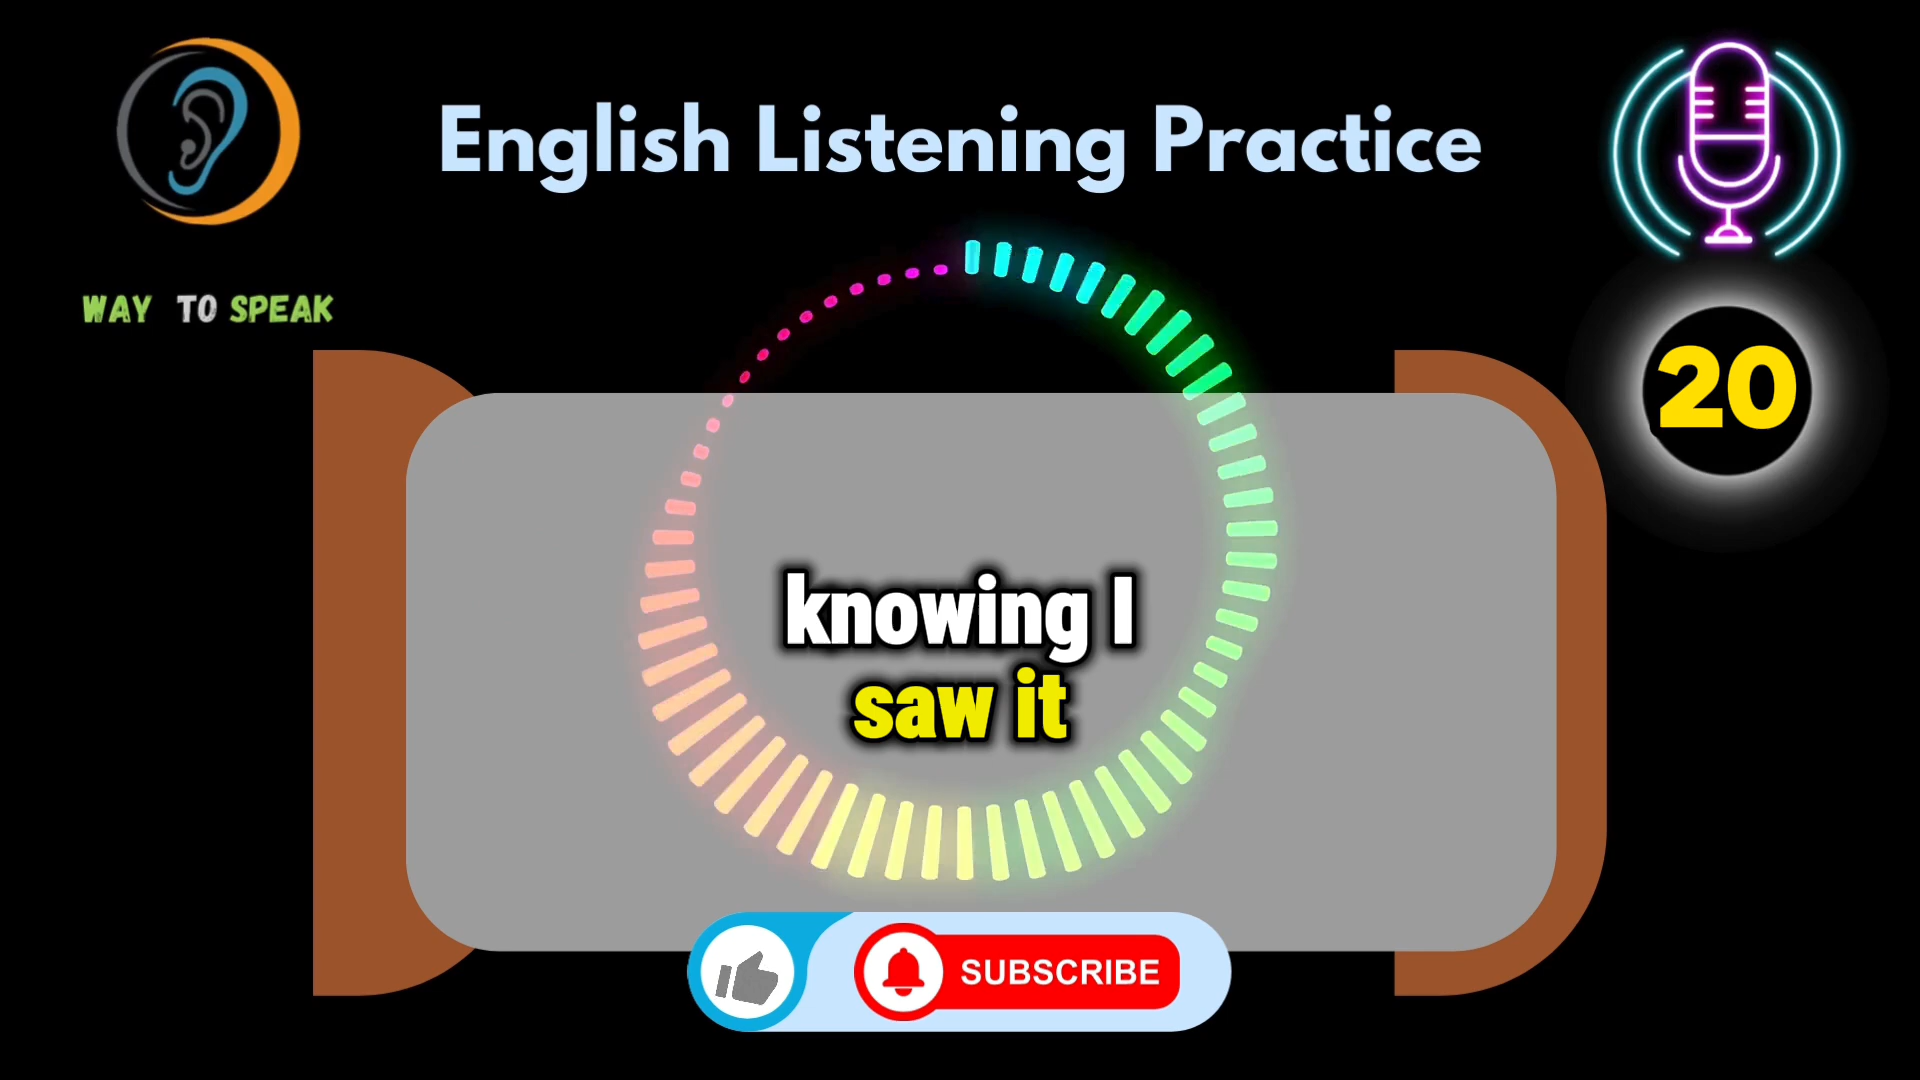 English Listening Practice
WAY TO SPEAK
20
knowing I
saw it
SUBSCRIBE